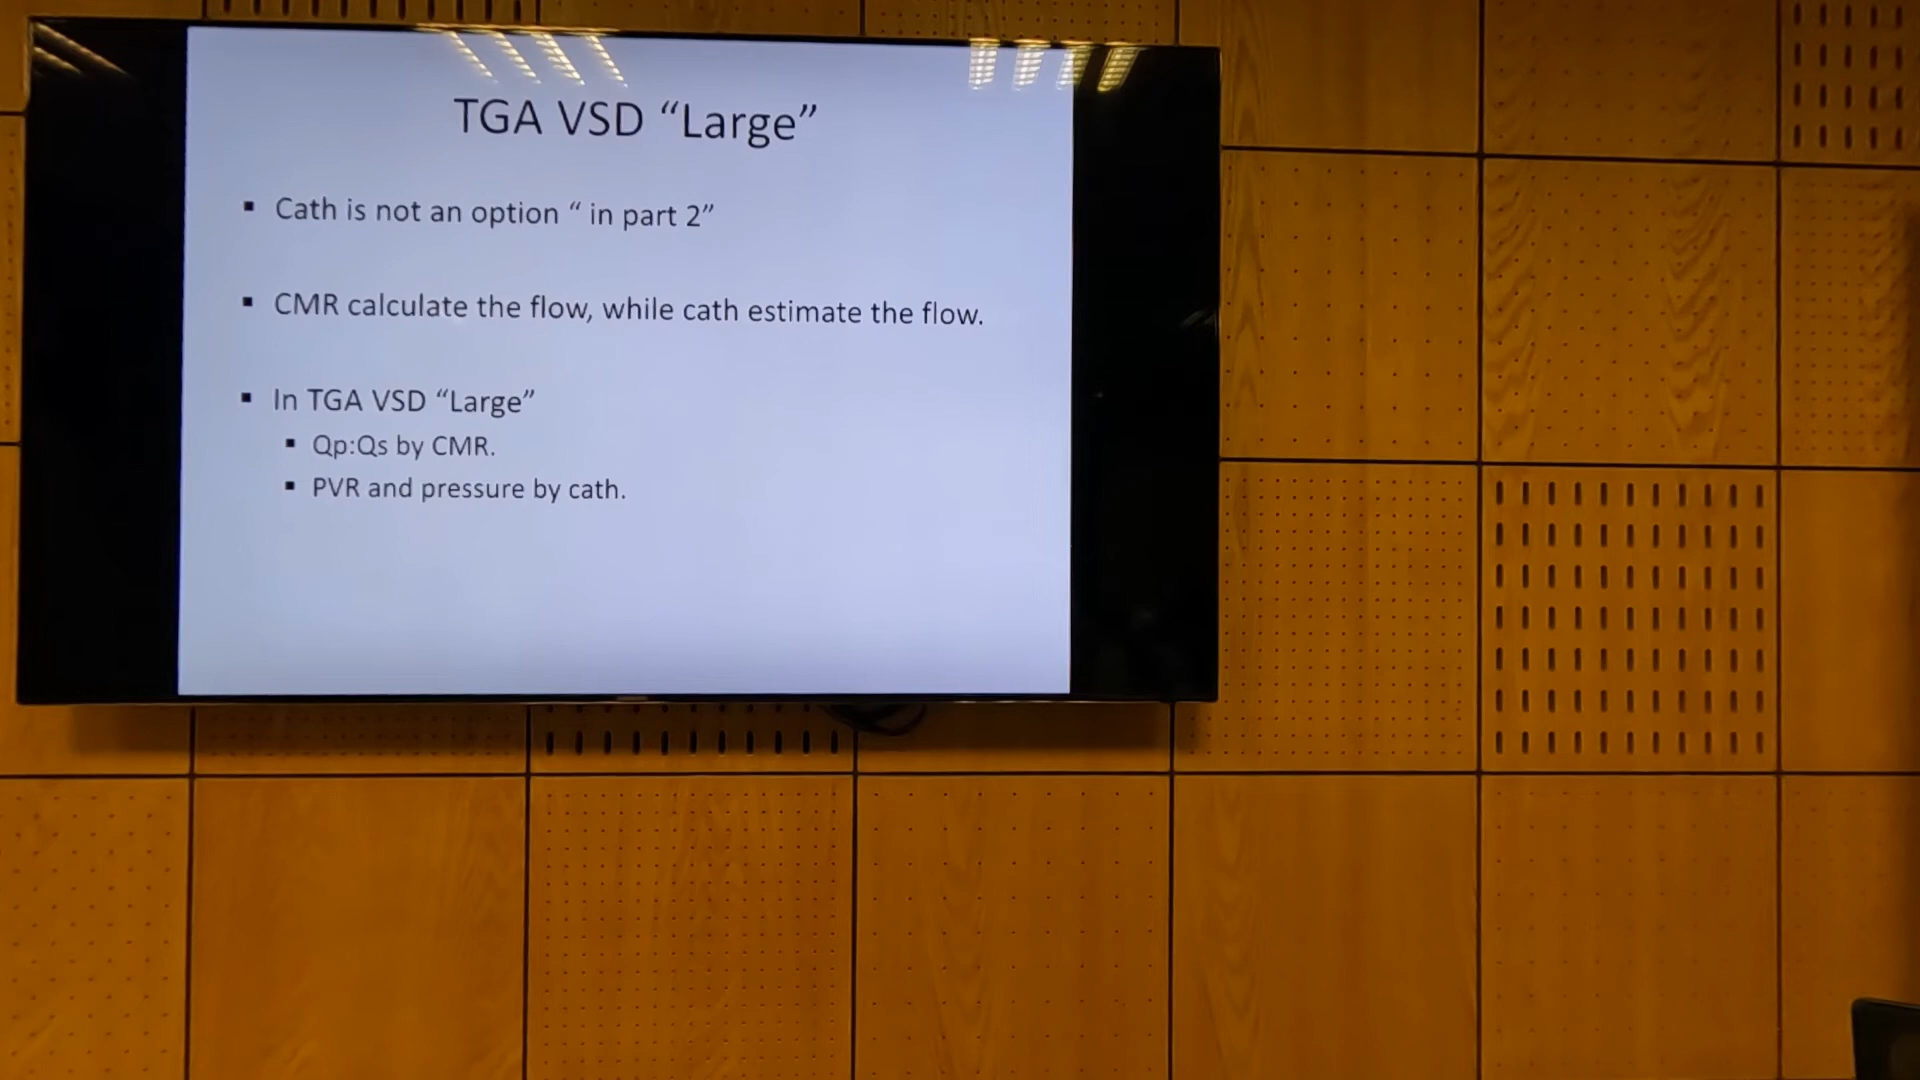 TGA VSD “Large”
▪ Cath is not an option “ in part 2”
▪ CMR calculate the flow, while cath estimate the flow.
▪ In TGA VSD “Large”
▪ Qp:Qs by CMR.
▪ PVR and pressure by cath.